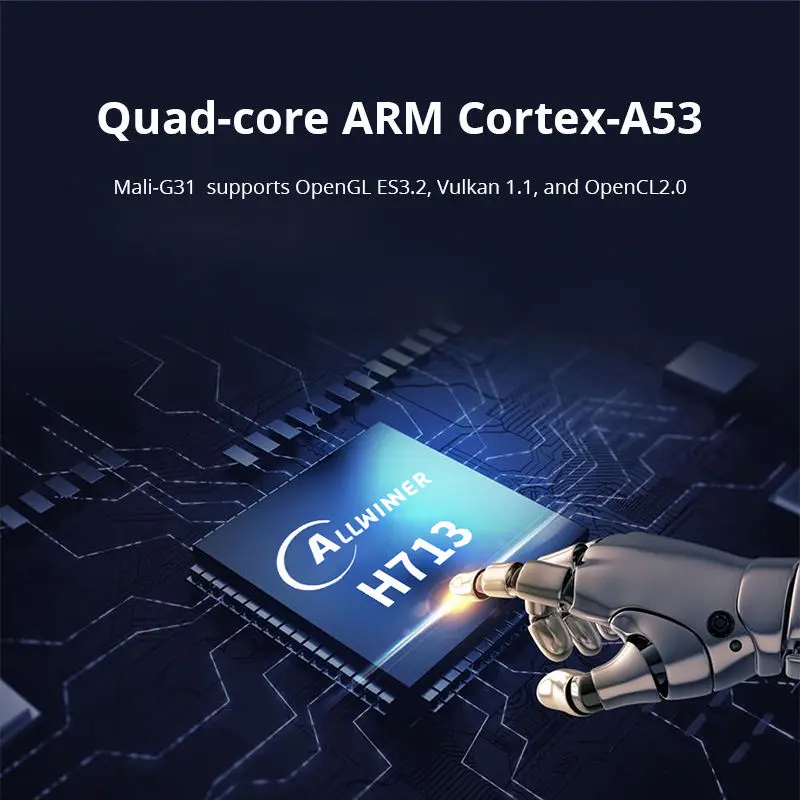 Quad-core ARM Cortex-A53
Mali-G31 supports OpenGL ES3.2, Vulkan 1.1, and OpenCL2.0
ALLWINNER
H713